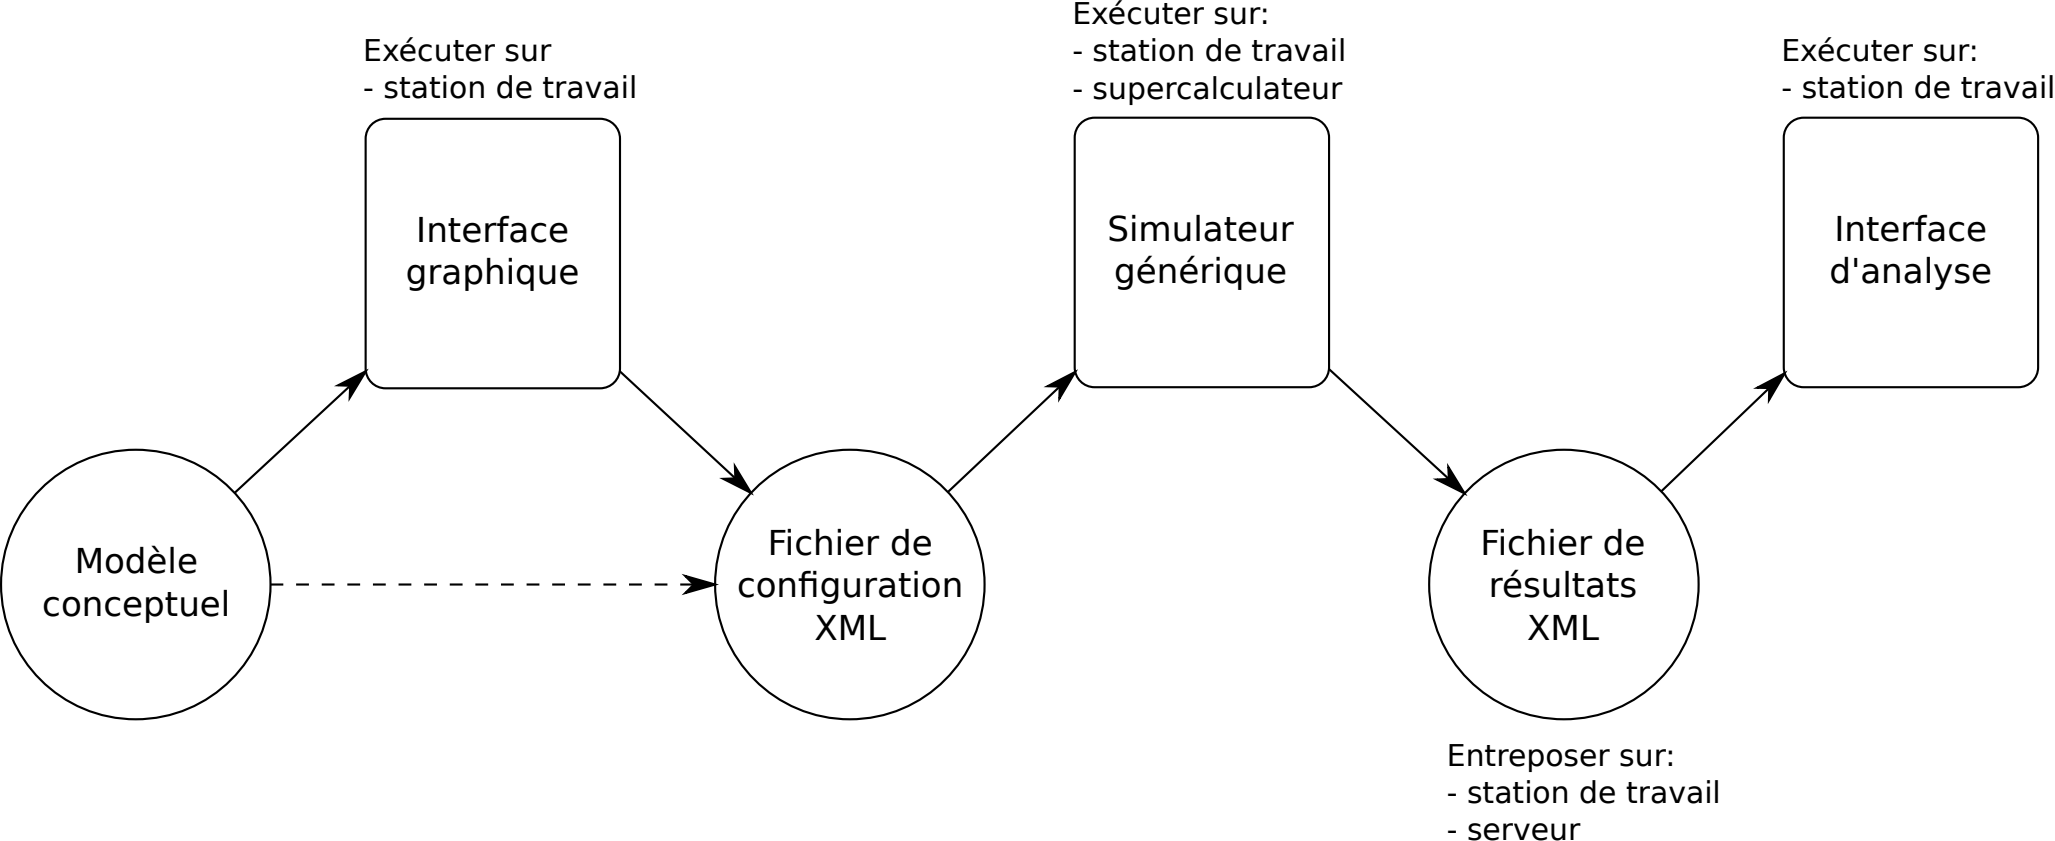 Exécuter sur
- station de travail
Interface
graphique
Exécuter sur:
- station de travail
- supercalculateur
Simulateur
générique
Exécuter sur:
- station de travail
Interface
d'analyse
Modèle
conceptuel
Fichier de
configuration
XML
Fichier de
résultats
XML
Entreposer sur:
- station de travail
- serveur